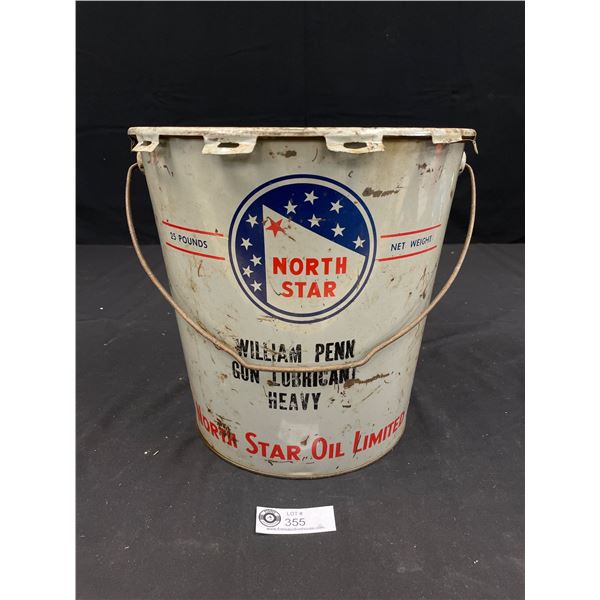 25 POUNDS
NET WEIGHT
NORTH
STAR
WILLIAM PENN
GUN LUBRICANT
HEAVY
NORTH STAR OIL LIMITED
LOT #
355